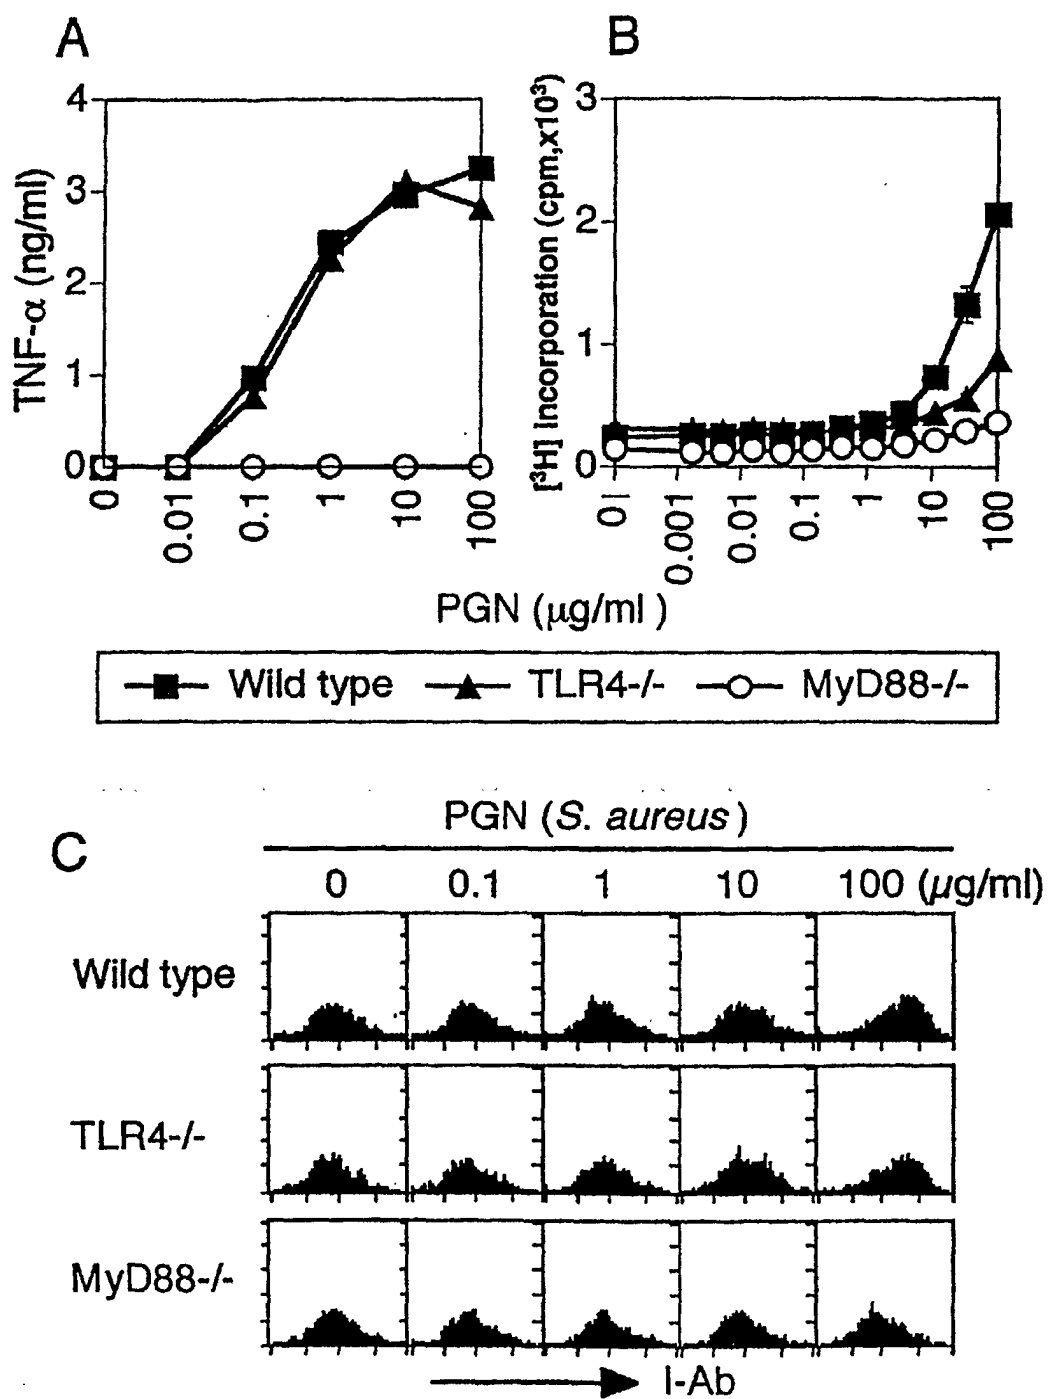 A
TNF-α (ng/ml)
4
3
2
1
0
0
0.01
0.1
1
10
100
B
[³H] Incorporation (cpm,x10³)
3
2
1
0
0
0.001
0.01
0.1
1
10
100
PGN (μg/ml )
Wild type TLR4-/- MyD88-/-
C
PGN (S. aureus)
0 0.1 1 10 100 (μg/ml)
Wild type
TLR4-/-
MyD88-/-
I-Ab